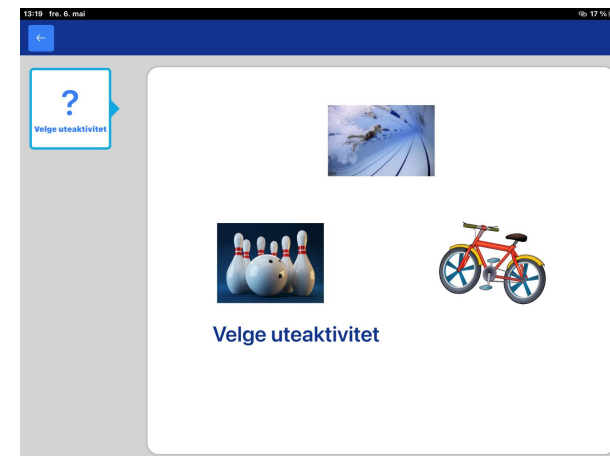 13:19 fre. 6. mai
17 %
?
Velge uteaktivitet
Velge uteaktivitet